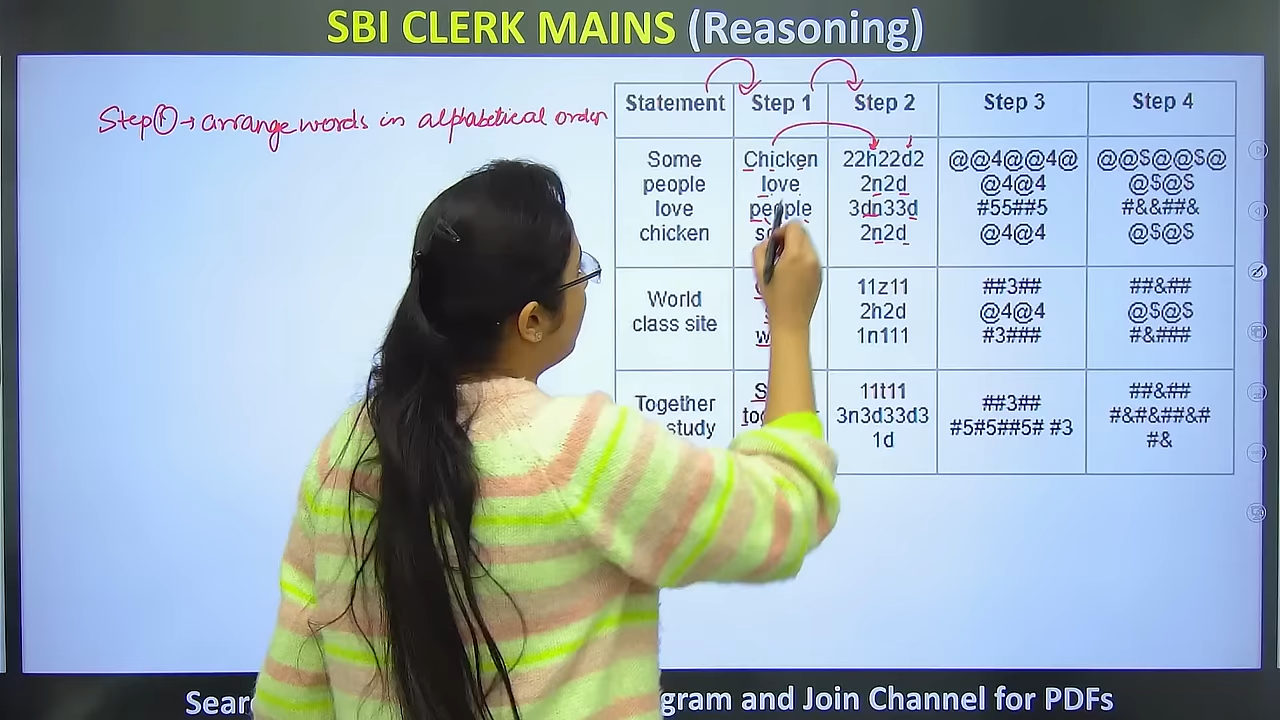 SBI CLERK MAINS (Reasoning)
Step ① → arrange words in alphabetical order
Statement Step 1 Step 2 Step 3 Step 4
Some Chicken 22h22d2 @@4@@4@ @@$@@$@
people love 2n2d @4@4 @$@$
love people 3dn33d #55##5 #&&##&
chicken 2n2d @4@4 @$@$
11z11 ##3## ##&##
World 2h2d @4@4 @$@$
class site 1n111 #3### #&###
11t11 ##&##
Together 3n3d33d3 ##3## #&#&##&#
study 1d #5#5##5# #3 #&
and Join Channel for PDFs